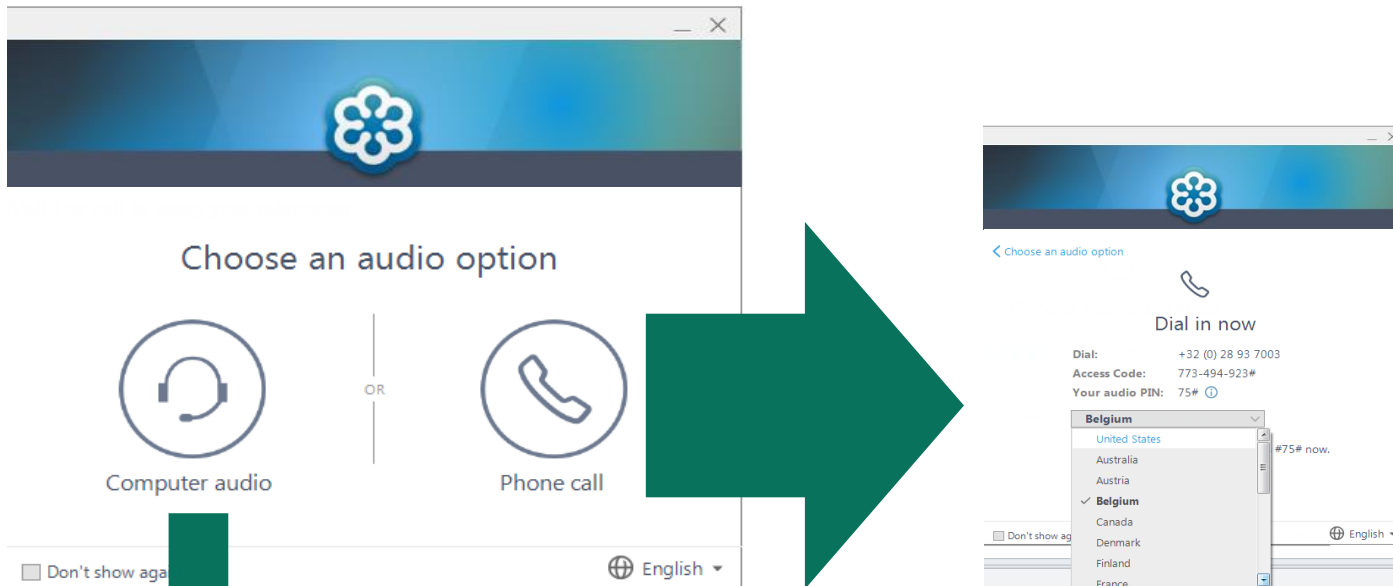 Choose an audio option
OR
Computer audio
Phone call
Don't show aga
English
Choose an audio option
Dial in now
Dial: +32 (0) 28 93 7003
Access Code: 773-494-923#
Your audio PIN: 75#
Belgium
United States
#75# now.
Australia
Austria
Belgium
Canada
Don't show ag
English
Denmark
Finland
France